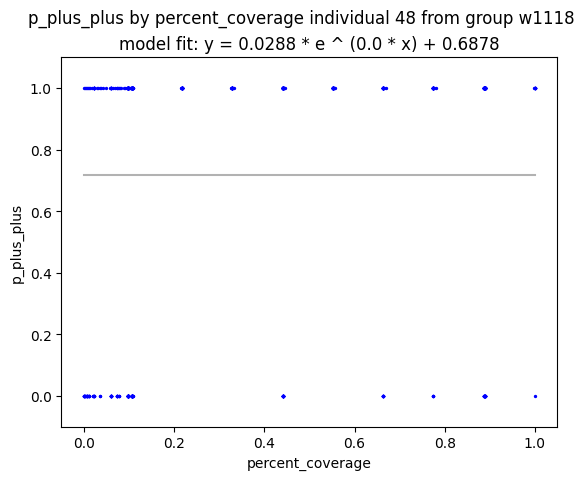 p_plus_plus by percent_coverage individual 48 from group w1118
model fit: y = 0.0288 * e ^ (0.0 * x) + 0.6878
1.0
0.8
0.6
0.4
0.2
0.0
p_plus_plus
0.0 0.2 0.4 0.6 0.8 1.0
percent_coverage